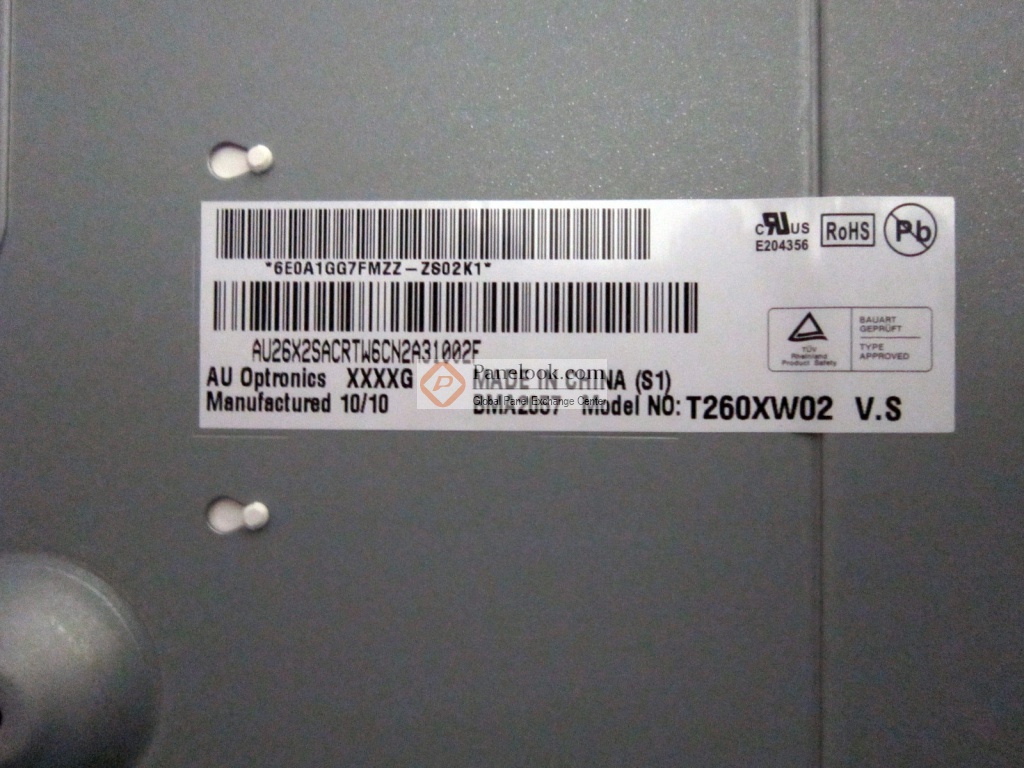 *6E0A1GG7FMZZ-ZS02K1*
c RU US
E204356
RoHS
Pb
AU26X2SACRTW6CN2A31002F
BAUART
GEPRÜFT
TYPE
APPROVED
TÜV
Rheinland
Product Safety
Panelook.com
Global Panel Exchange Center
AU Optronics XXXXG MADE IN CHINA (S1)
Manufactured 10/10 Model NO: T260XW02 V.S